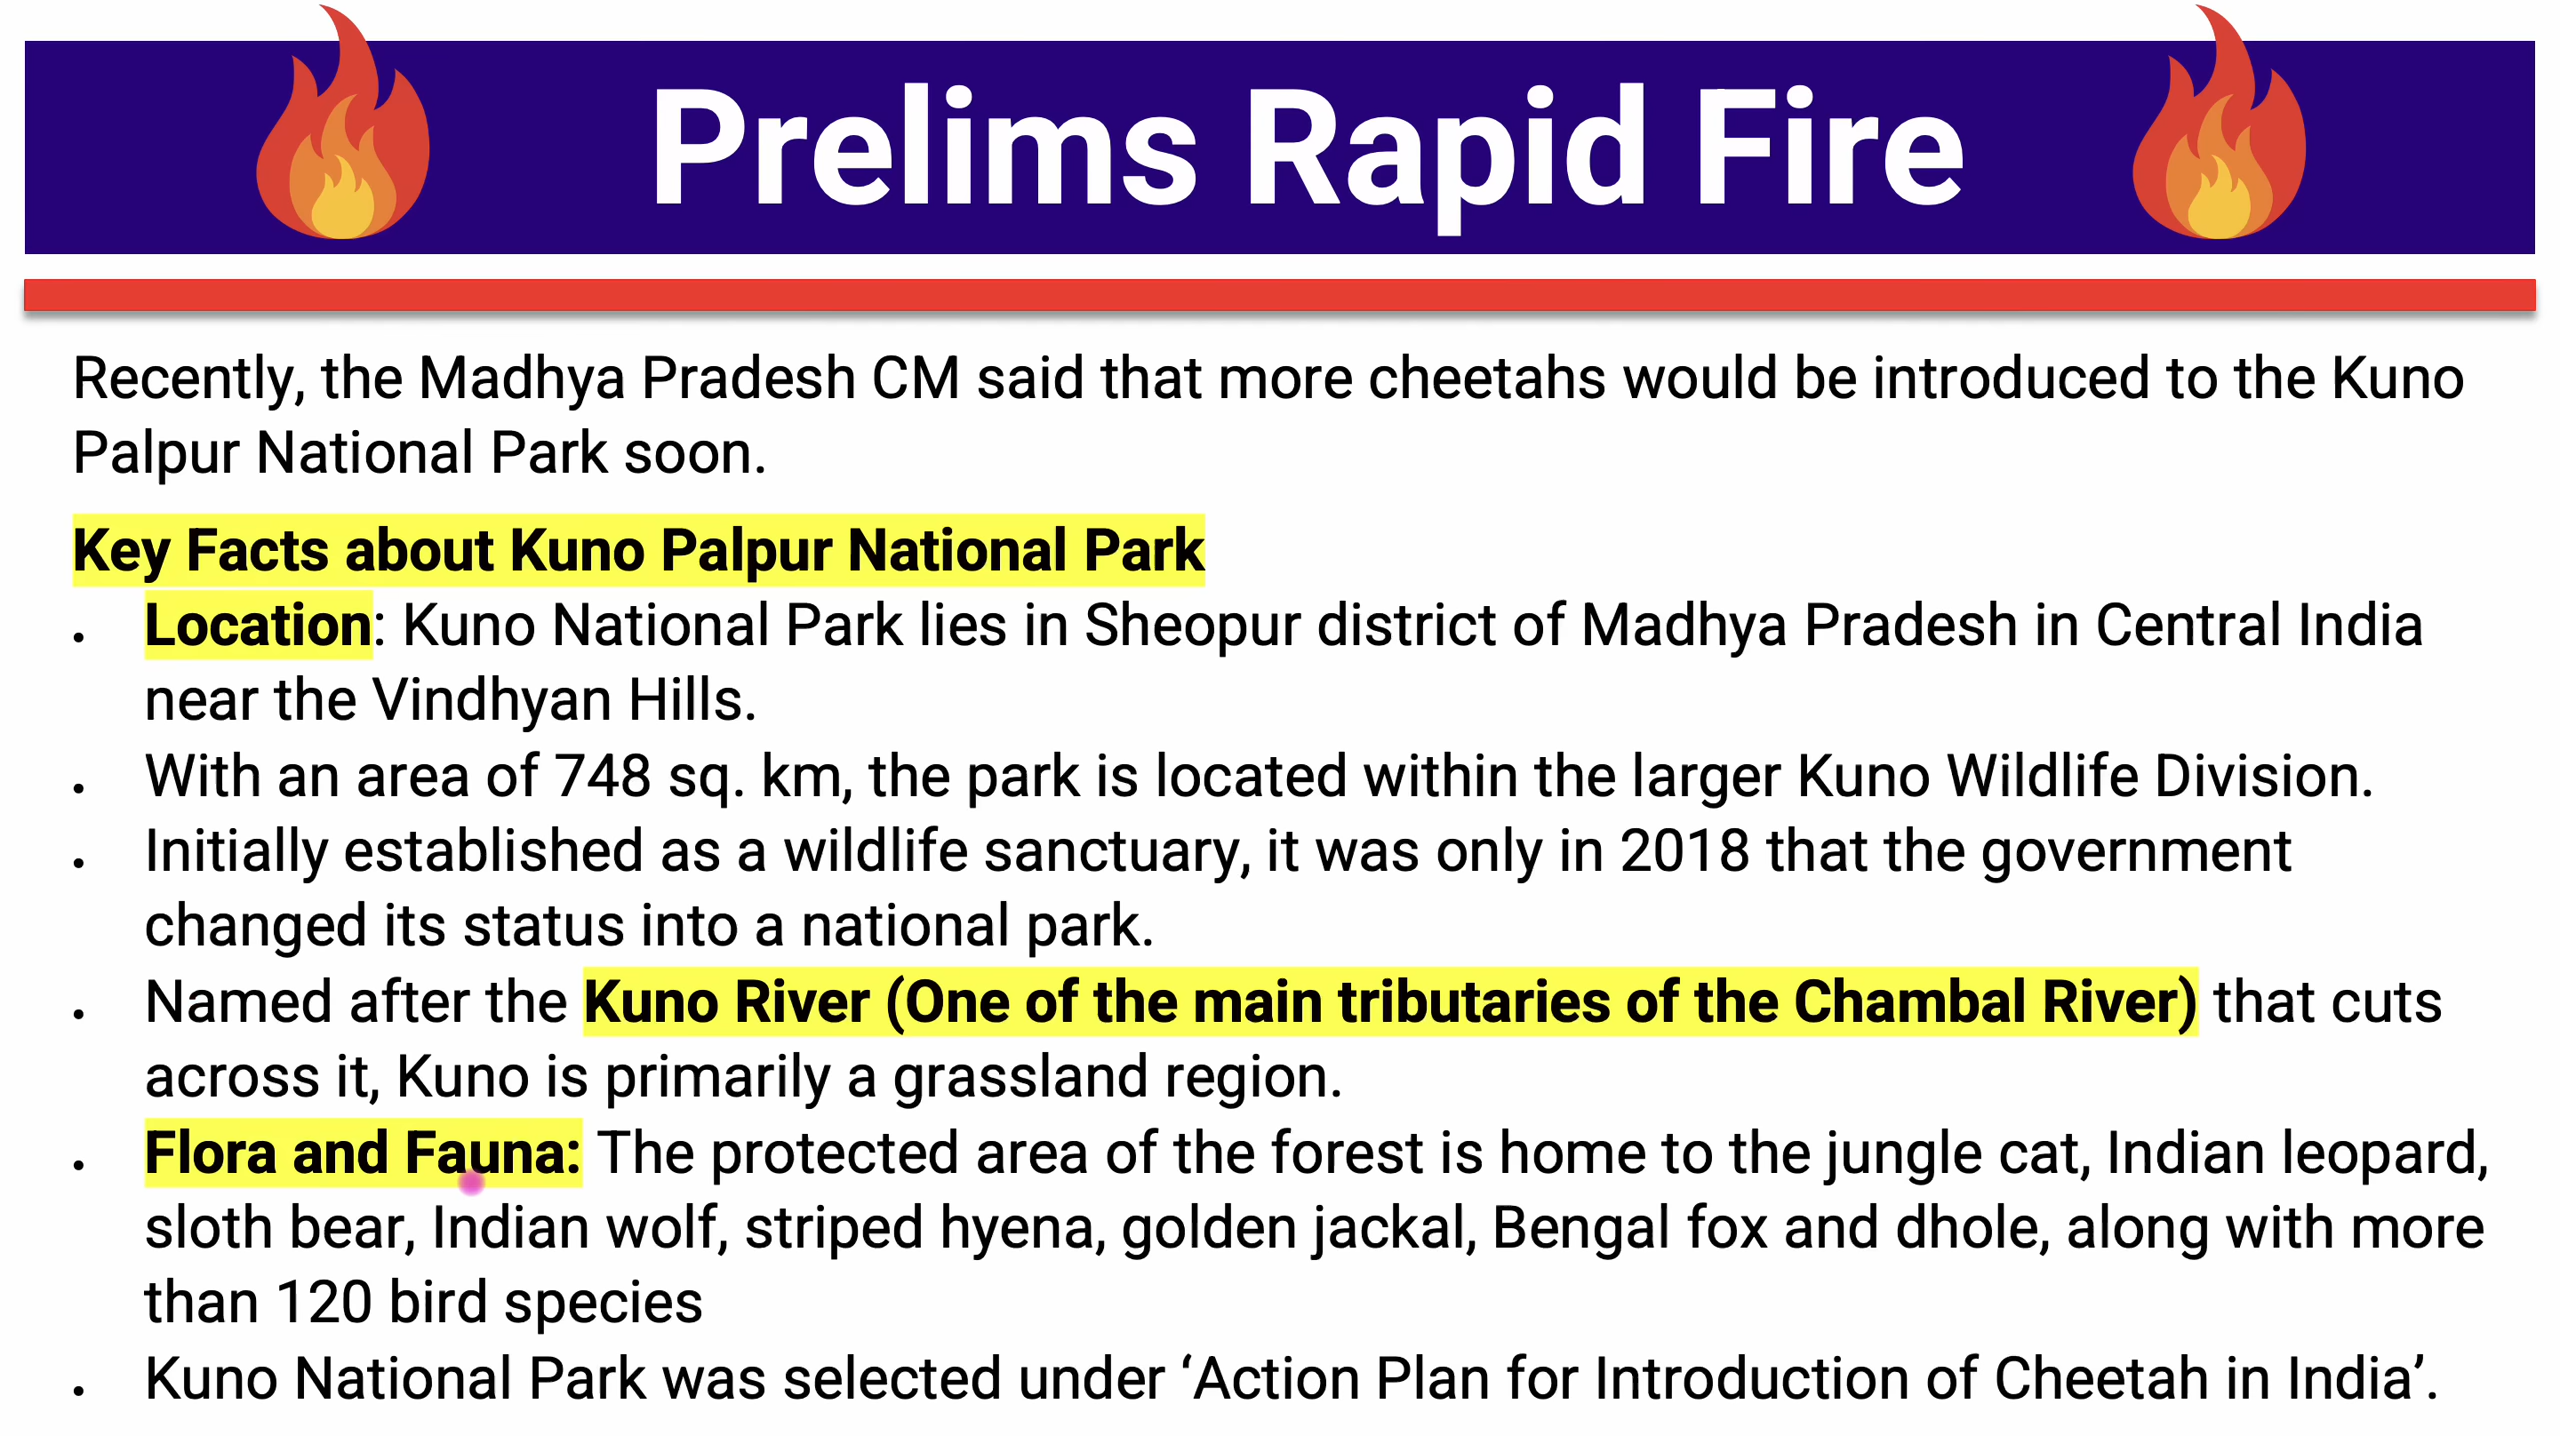 Prelims Rapid Fire
Recently, the Madhya Pradesh CM said that more cheetahs would be introduced to the Kuno
Palpur National Park soon.
Key Facts about Kuno Palpur National Park
• Location: Kuno National Park lies in Sheopur district of Madhya Pradesh in Central India
near the Vindhyan Hills.
• With an area of 748 sq. km, the park is located within the larger Kuno Wildlife Division.
• Initially established as a wildlife sanctuary, it was only in 2018 that the government
changed its status into a national park.
• Named after the Kuno River (One of the main tributaries of the Chambal River) that cuts
across it, Kuno is primarily a grassland region.
• Flora and Fauna: The protected area of the forest is home to the jungle cat, Indian leopard,
sloth bear, Indian wolf, striped hyena, golden jackal, Bengal fox and dhole, along with more
than 120 bird species
• Kuno National Park was selected under ‘Action Plan for Introduction of Cheetah in India’.